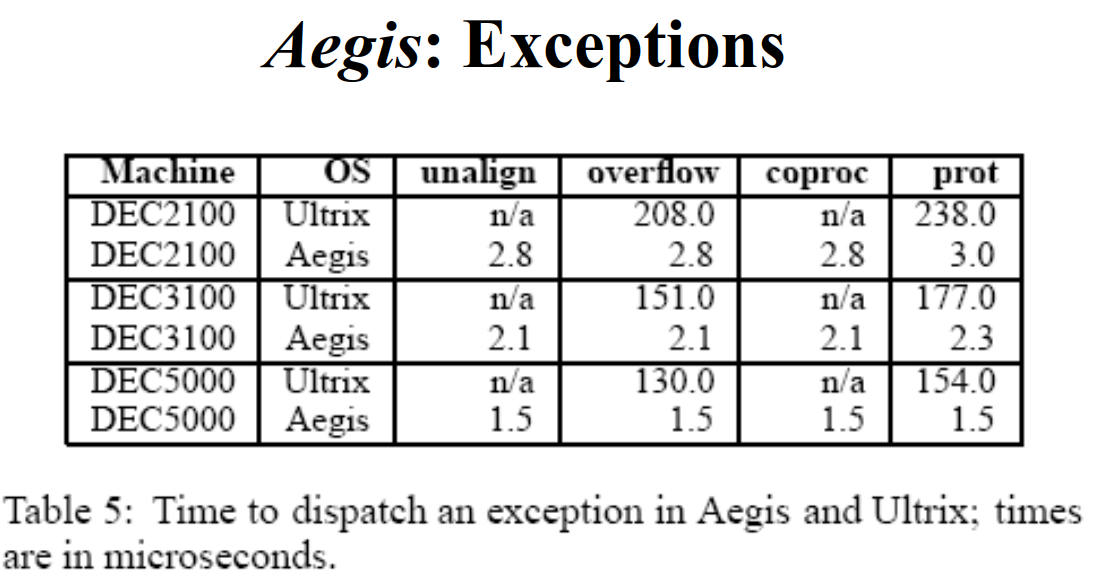 Aegis: Exceptions
Machine OS unalign overflow coproc prot
DEC2100 Ultrix n/a 208.0 n/a 238.0
DEC2100 Aegis 2.8 2.8 2.8 3.0
DEC3100 Ultrix n/a 151.0 n/a 177.0
DEC3100 Aegis 2.1 2.1 2.1 2.3
DEC5000 Ultrix n/a 130.0 n/a 154.0
DEC5000 Aegis 1.5 1.5 1.5 1.5
Table 5: Time to dispatch an exception in Aegis and Ultrix; times
are in microseconds.